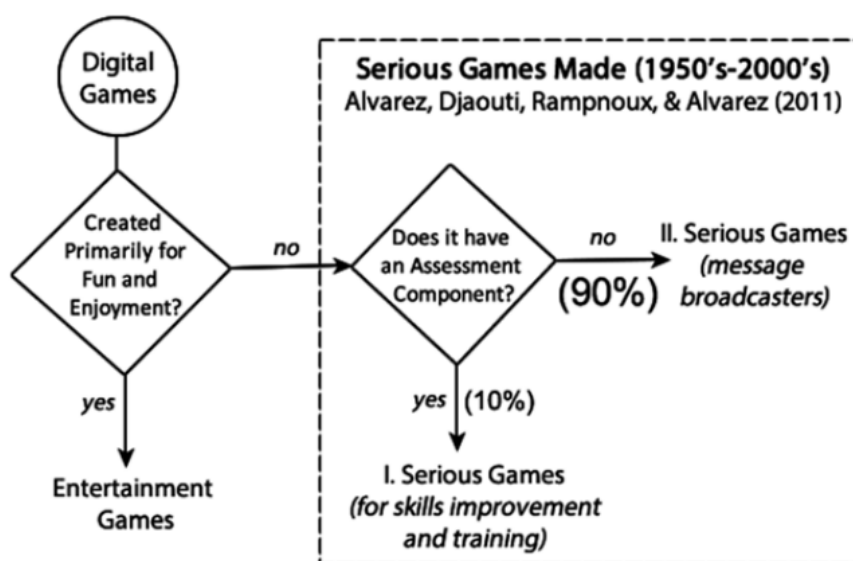 Digital
Games
Serious Games Made (1950's-2000's)
Alvarez, Djaouti, Rampnoux, & Alvarez (2011)
Created
Primarily for
Fun and
Enjoyment?
no
Does it have
an Assessment
Component?
no
(90%)
II. Serious Games
(message
broadcasters)
yes
Entertainment
Games
yes (10%)
I. Serious Games
(for skills improvement
and training)